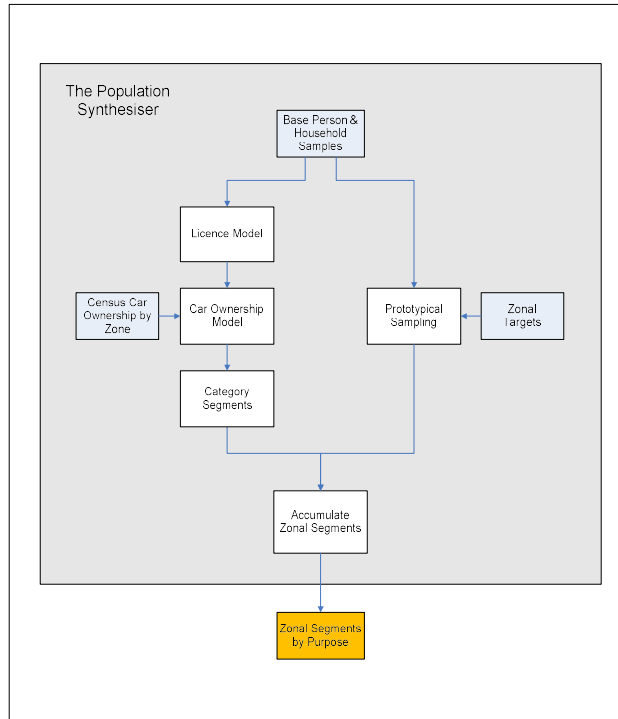 The Population
Synthesiser
Base Person &
Household
Samples
Licence Model
Census Car
Ownership by
Zone
Car Ownership
Model
Prototypical
Sampling
Zonal
Targets
Category
Segments
Accumulate
Zonal Segments
Zonal Segments
by Purpose